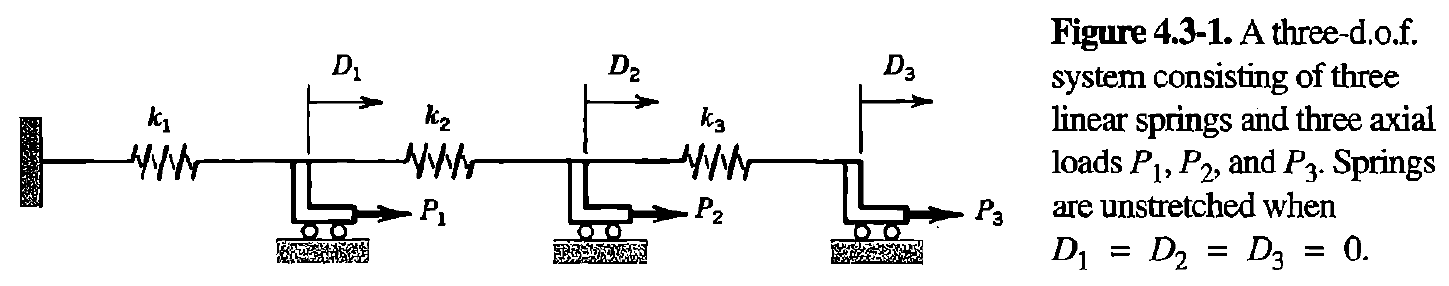 D₁
D₂
D₃
k₁
k₂
k₃
P₁
P₂
P₃
Figure 4.3-1. A three-d.o.f.
system consisting of three
linear springs and three axial
loads P₁, P₂, and P₃. Springs
are unstretched when
D₁ = D₂ = D₃ = 0.